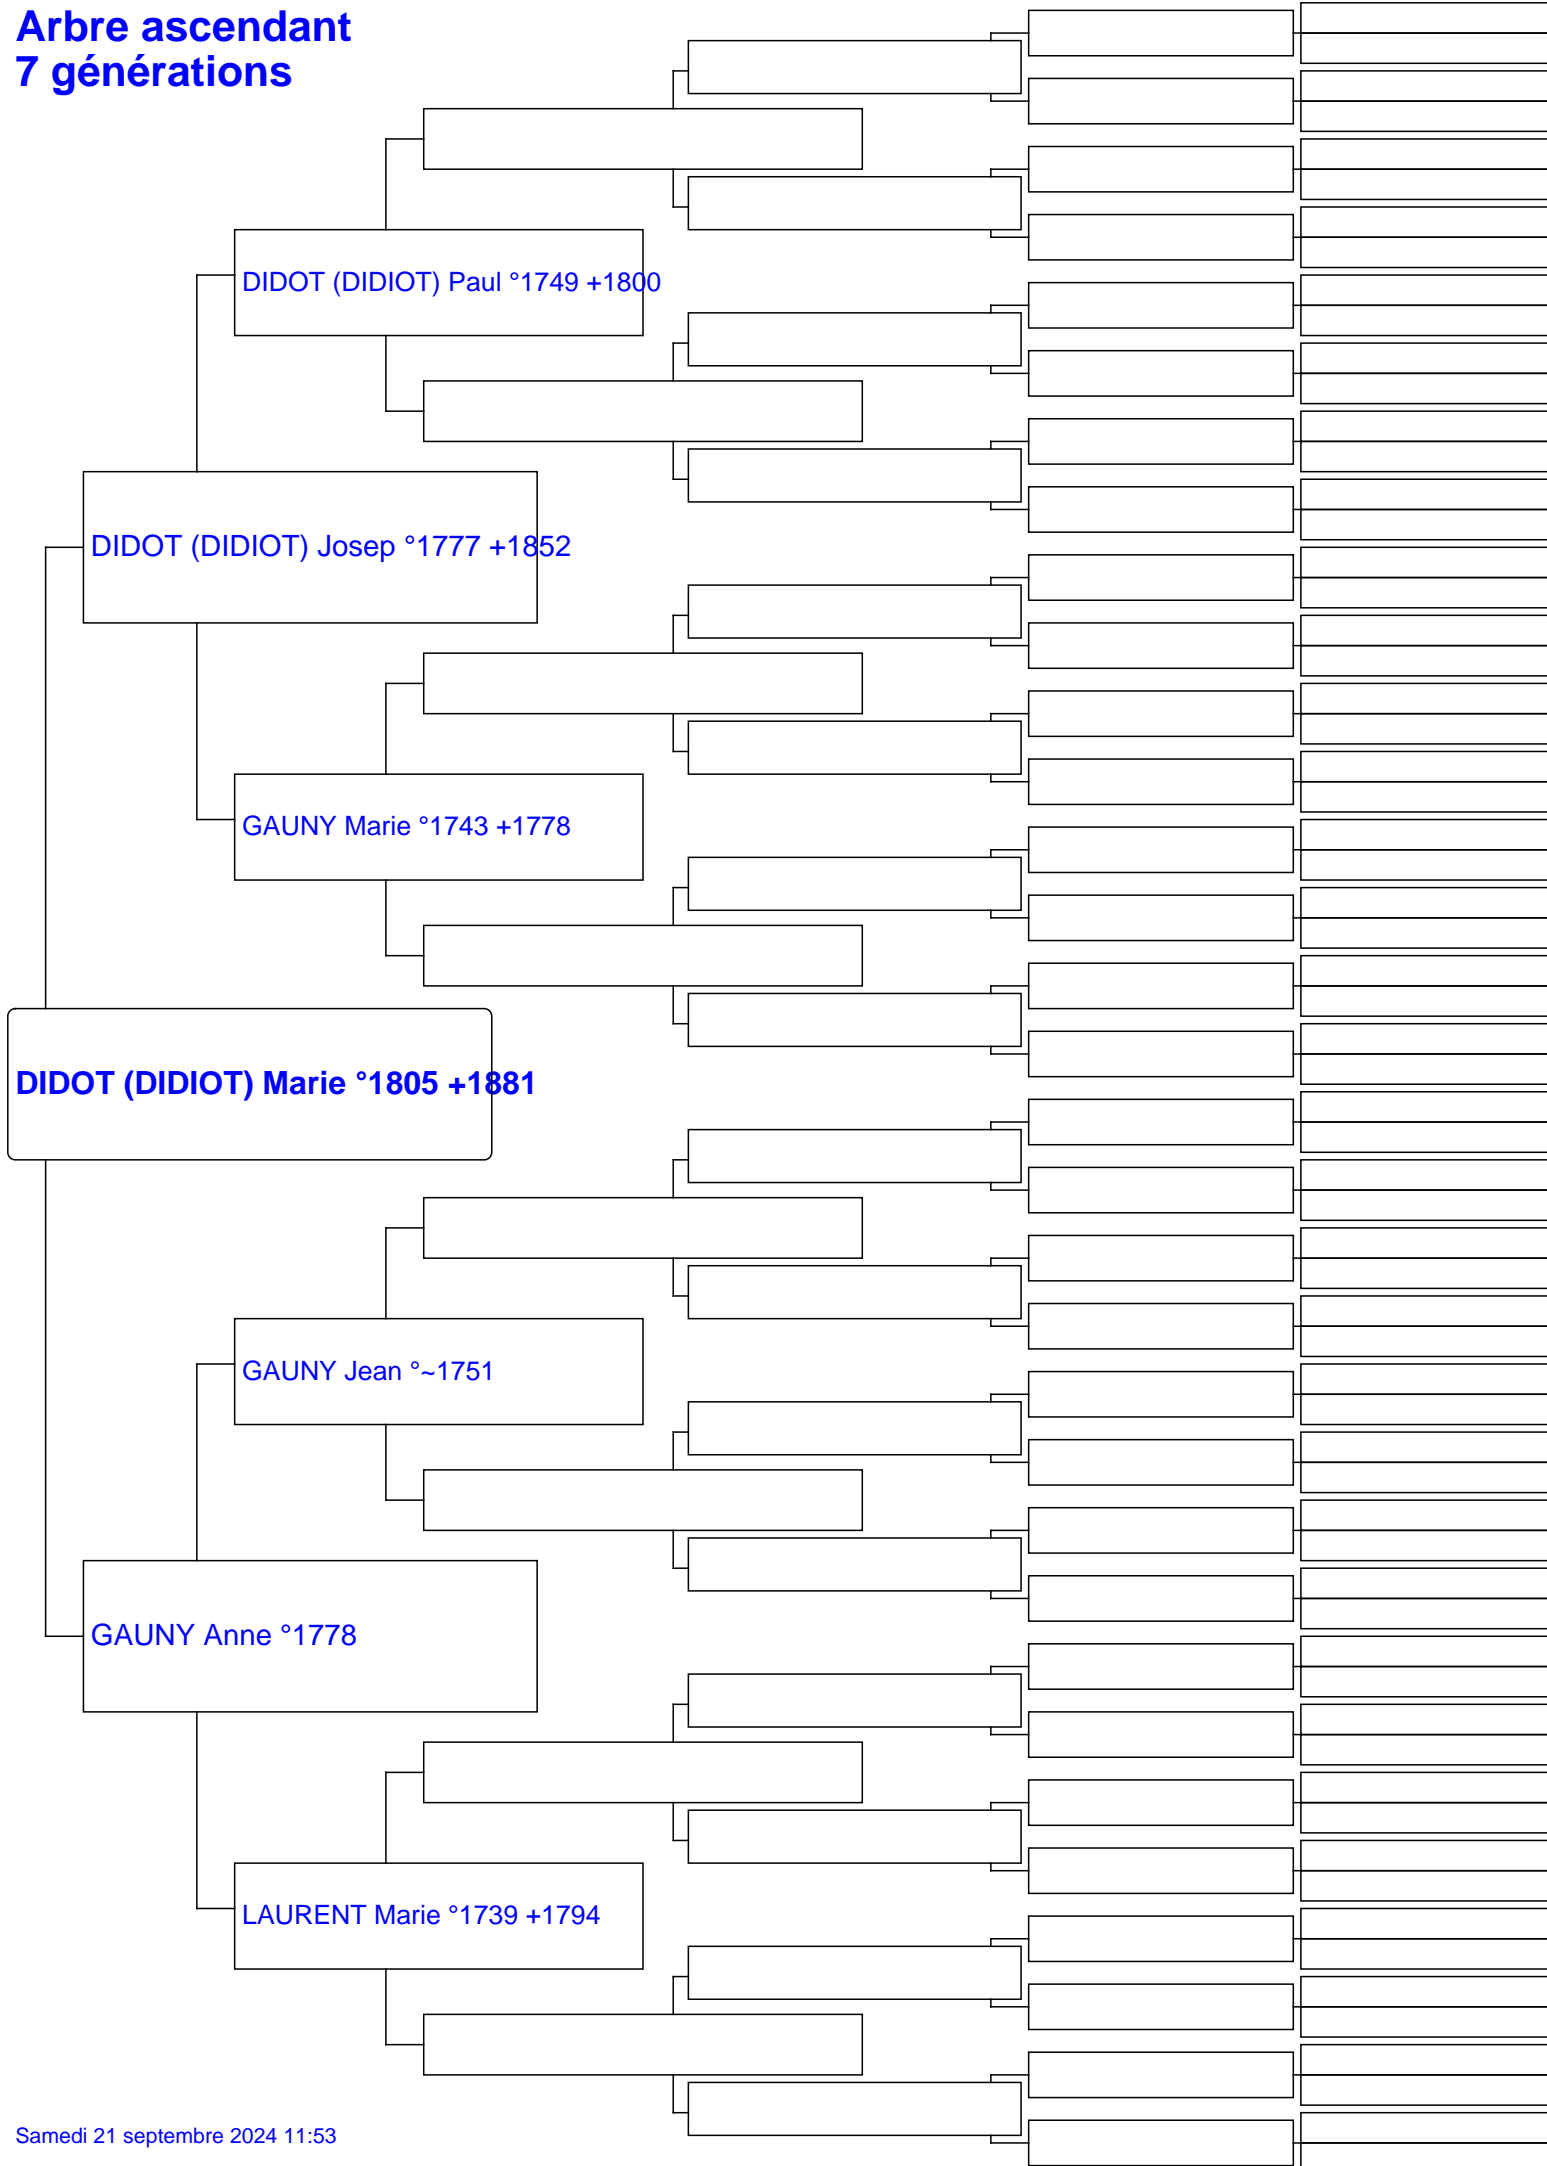 Arbre ascendant
7 générations
DIDOT (DIDIOT) Paul °1749 +1800
DIDOT (DIDIOT) Josep °1777 +1852
GAUNY Marie °1743 +1778
DIDOT (DIDIOT) Marie °1805 +1881
GAUNY Jean °~1751
GAUNY Anne °1778
LAURENT Marie °1739 +1794
Samedi 21 septembre 2024 11:53